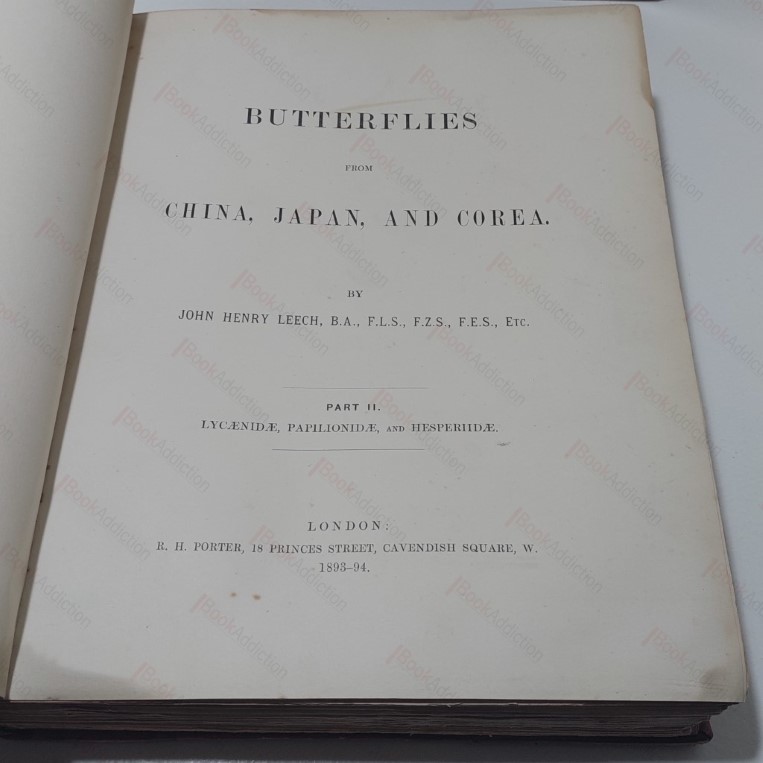 BUTTERFLIES
FROM
CHINA, JAPAN, AND COREA.
BY
JOHN HENRY LEECH, B.A., F.L.S., F.Z.S., F.E.S., Etc.
PART II.
LYCÆNIDÆ, PAPILIONIDÆ, AND HESPERIIDÆ.
LONDON:
R. H. PORTER, 18 PRINCES STREET, CAVENDISH SQUARE, W.
1893–94.
BookAddiction